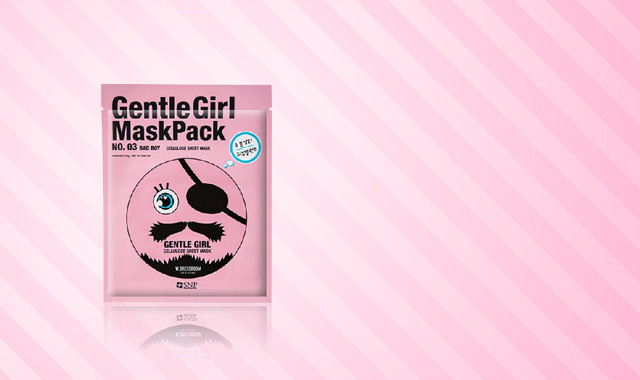 Gentle Girl
MaskPack
NO. 03 BAD BOY CELLULOSE SHEET MASK
GENTLE GIRL
CELLULOSE SHEET MASK
W.DRESSROOM
SNP